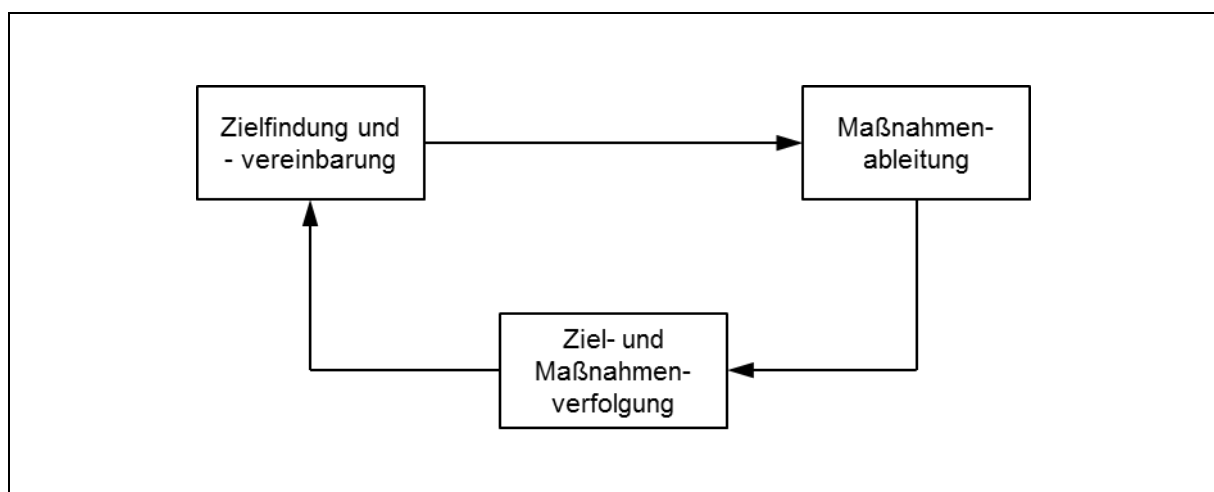 Zielfindung und
- vereinbarung
Maßnahmen-
ableitung
Ziel- und
Maßnahmen-
verfolgung